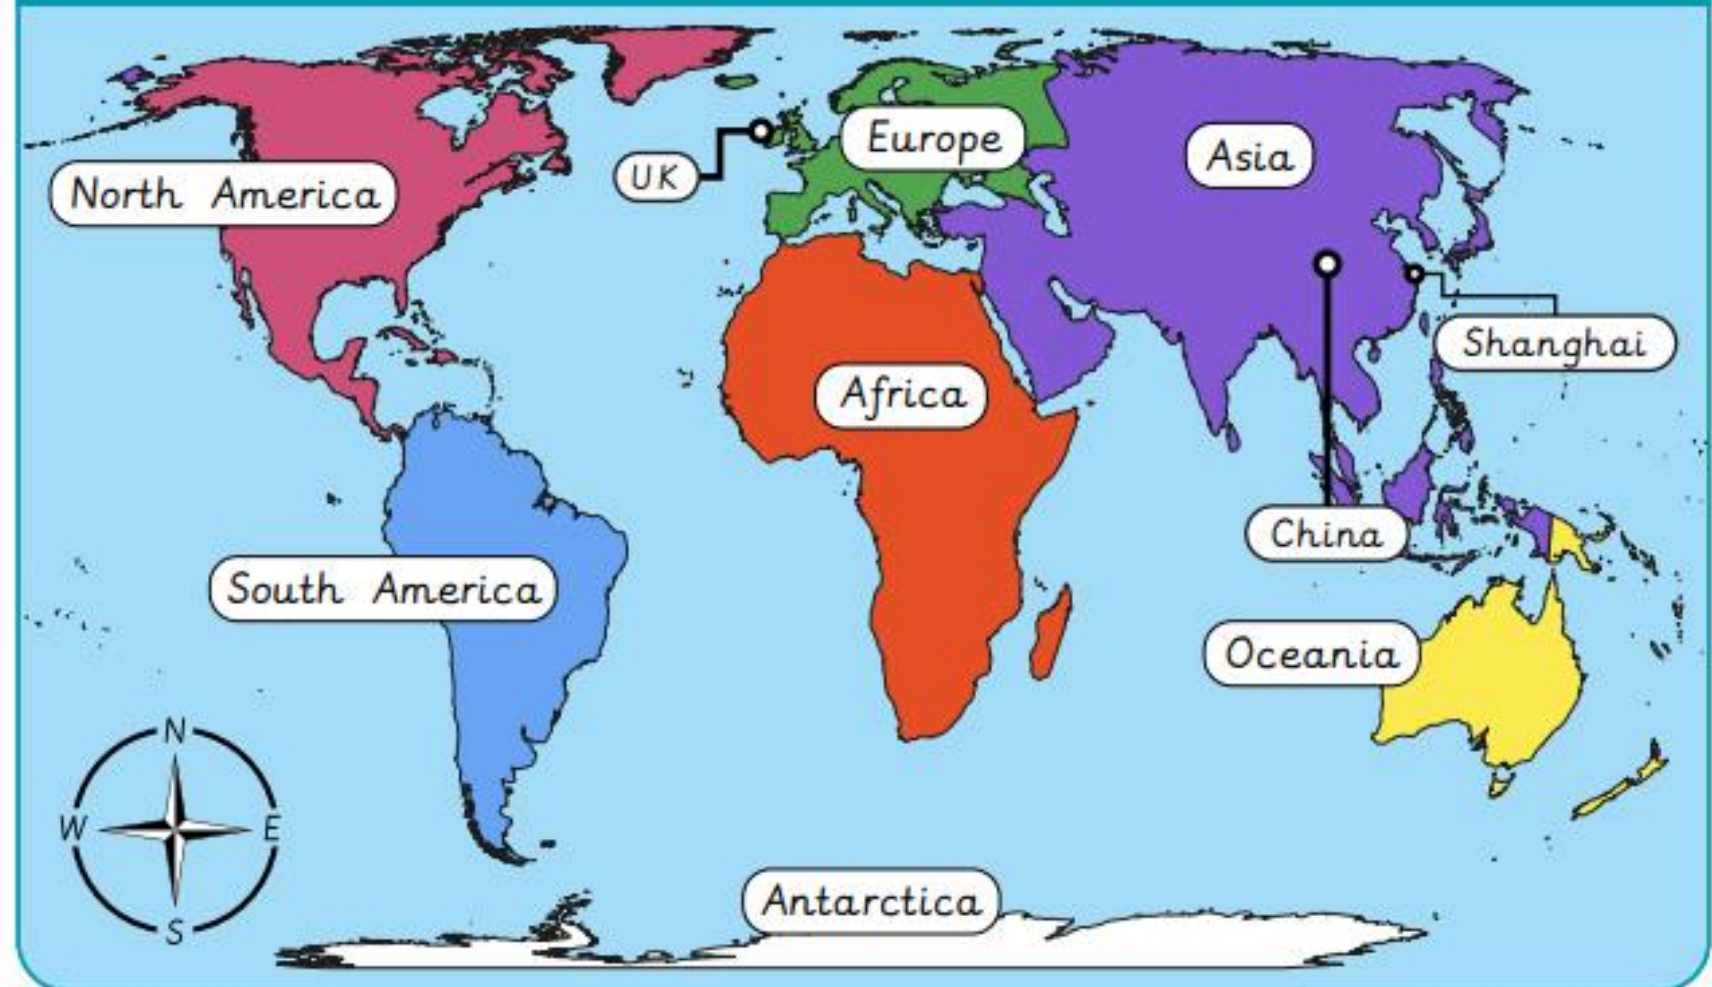 Europe
Asia
UK
North America
Shanghai
Africa
China
South America
Oceania
N
W
E
S
Antarctica